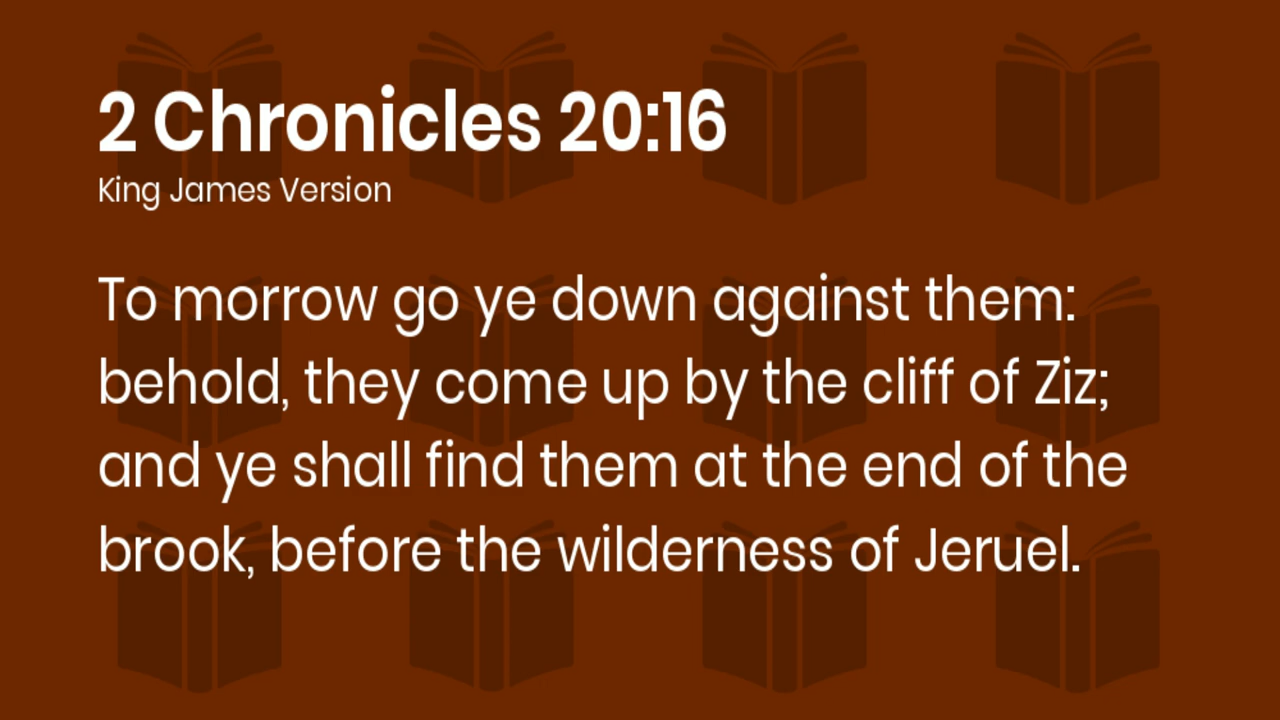 2 Chronicles 20:16
King James Version
To morrow go ye down against them:
behold, they come up by the cliff of Ziz;
and ye shall find them at the end of the
brook, before the wilderness of Jeruel.